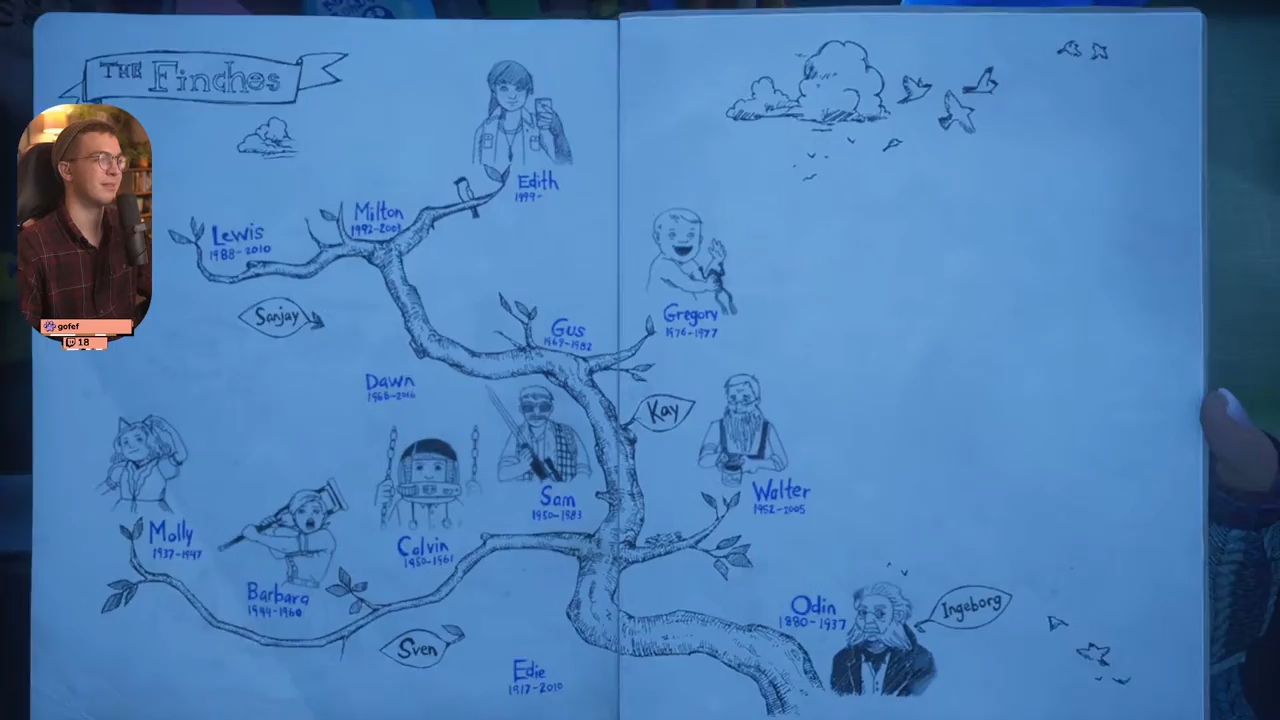 THE Finches
Edith
1999-
Milton
1992-2003
Lewis
1988-2010
Sanjay
Gregory
1976-1977
Gus
1969-1982
Dawn
1968-2016
Kay
Walter
1952-2005
Sam
1950-1983
Calvin
1950-1961
Molly
1937-1947
Barbara
1944-1960
Sven
Edie
1917-2010
Odin
1880-1937
Ingeborg
gofef
18